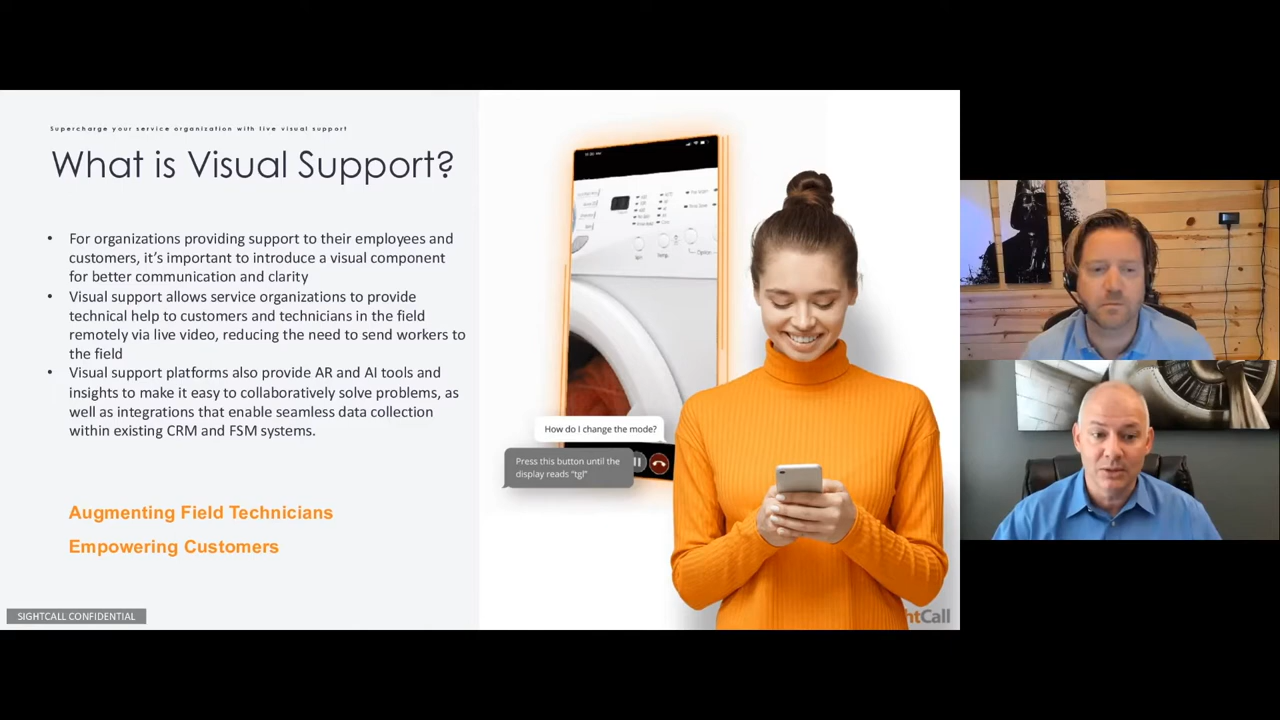 Supercharge your service organization with live visual support
What is Visual Support?
• For organizations providing support to their employees and
customers, it's important to introduce a visual component
for better communication and clarity
• Visual support allows service organizations to provide
technical help to customers and technicians in the field
remotely via live video, reducing the need to send workers to
the field
• Visual support platforms also provide AR and AI tools and
insights to make it easy to collaboratively solve problems, as
well as integrations that enable seamless data collection
within existing CRM and FSM systems.
Augmenting Field Technicians
Empowering Customers
SIGHTCALL CONFIDENTIAL
How do I change the mode?
Press this button until the
display reads "tgl"
htCall